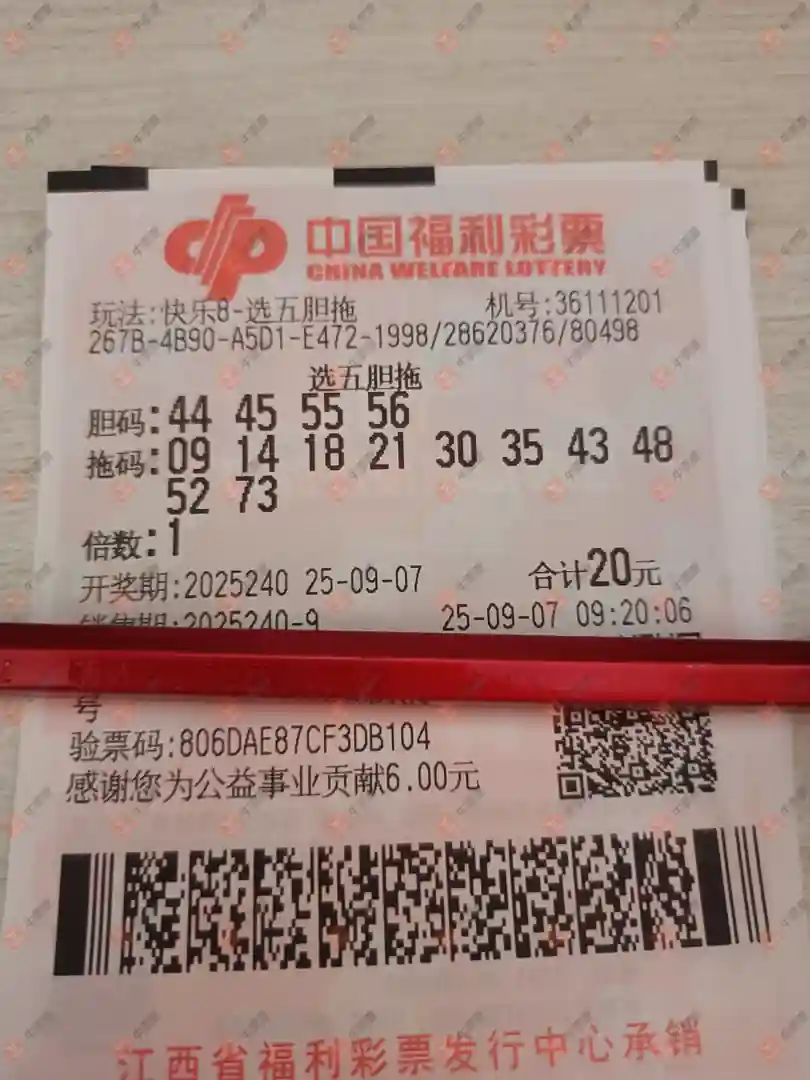 中国福利彩票
CHINA WELFARE LOTTERY
玩法:快乐8-选五胆拖 机号:36111201
267B-4B90-A5D1-E472-1998/28620376/80498
选五胆拖
胆码:44 45 55 56
拖码:09 14 18 21 30 35 43 48
52 73
倍数:1
开奖期:2025240 25-09-07 合计20元
销售期:2025240-9 25-09-07 09:20:06
号
验票码:806DAE87CF3DB104
感谢您为公益事业贡献6.00元
江西省福利彩票发行中心承销